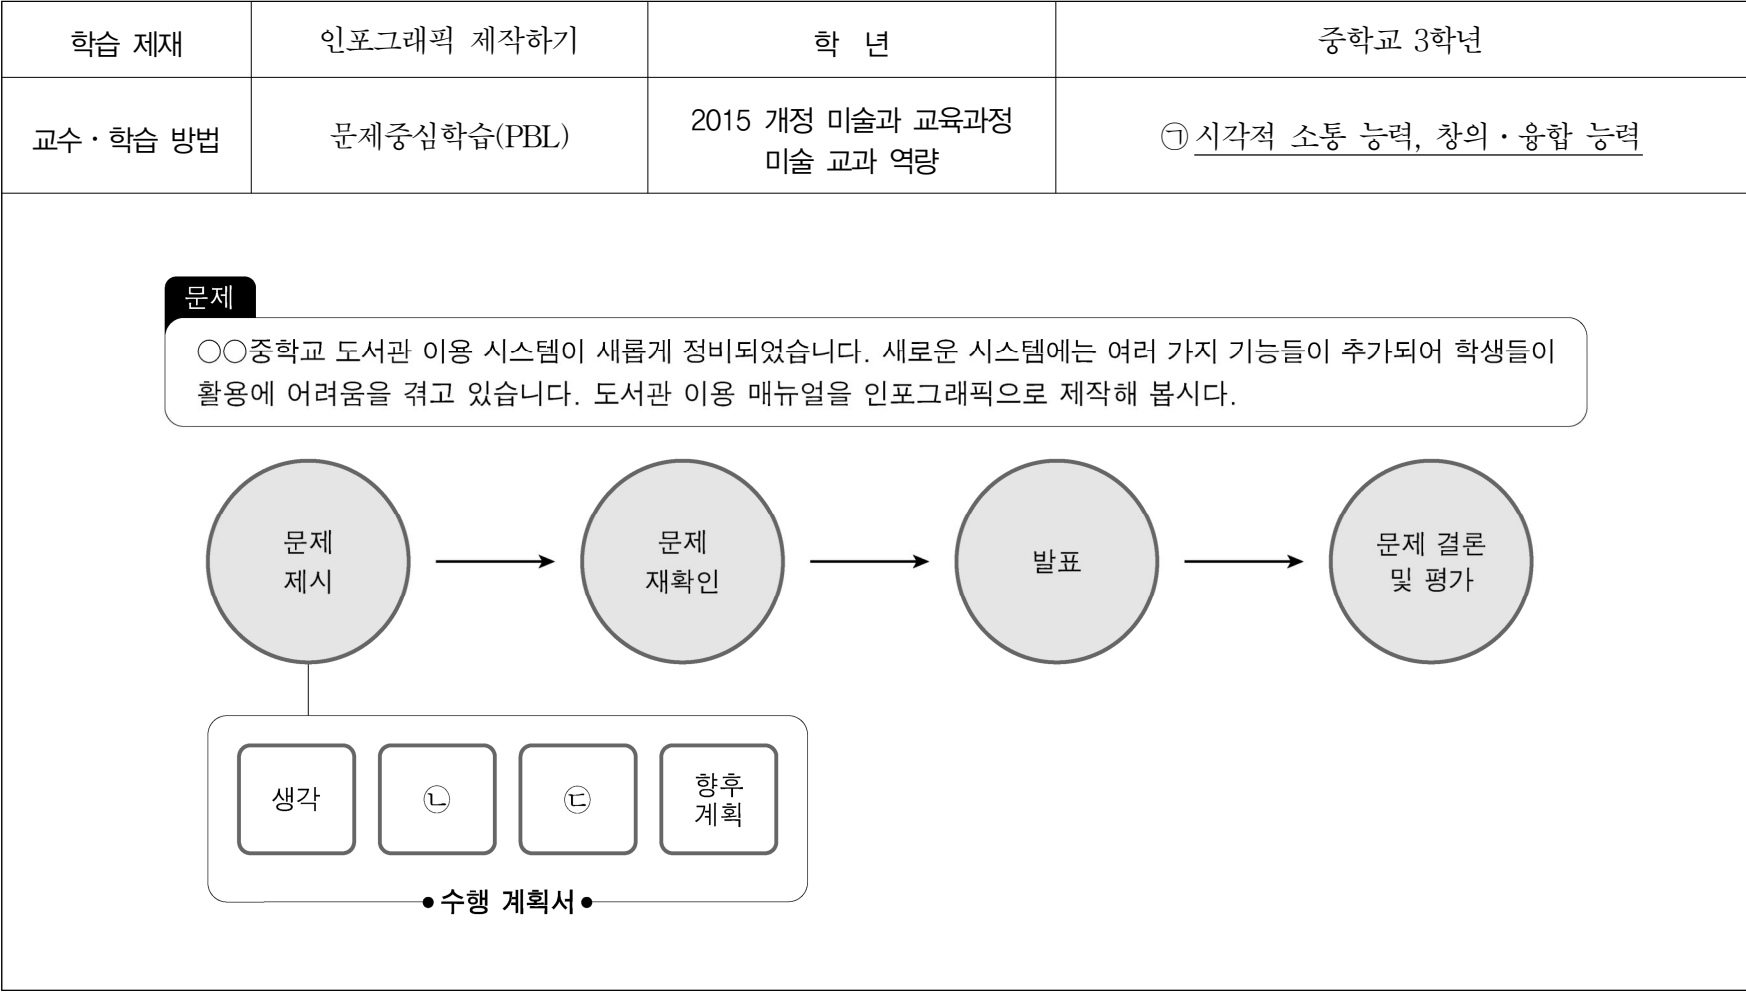 학습 제재
인포그래픽 제작하기
학 년
중학교 3학년
교수·학습 방법
문제중심학습(PBL)
2015 개정 미술과 교육과정
미술 교과 역량
㉠ 시각적 소통 능력, 창의·융합 능력
문제
○○중학교 도서관 이용 시스템이 새롭게 정비되었습니다. 새로운 시스템에는 여러 가지 기능들이 추가되어 학생들이
활용에 어려움을 겪고 있습니다. 도서관 이용 매뉴얼을 인포그래픽으로 제작해 봅시다.
문제
제시
문제
재확인
발표
문제 결론
및 평가
생각
㉡
㉢
향후
계획
• 수행 계획서 •